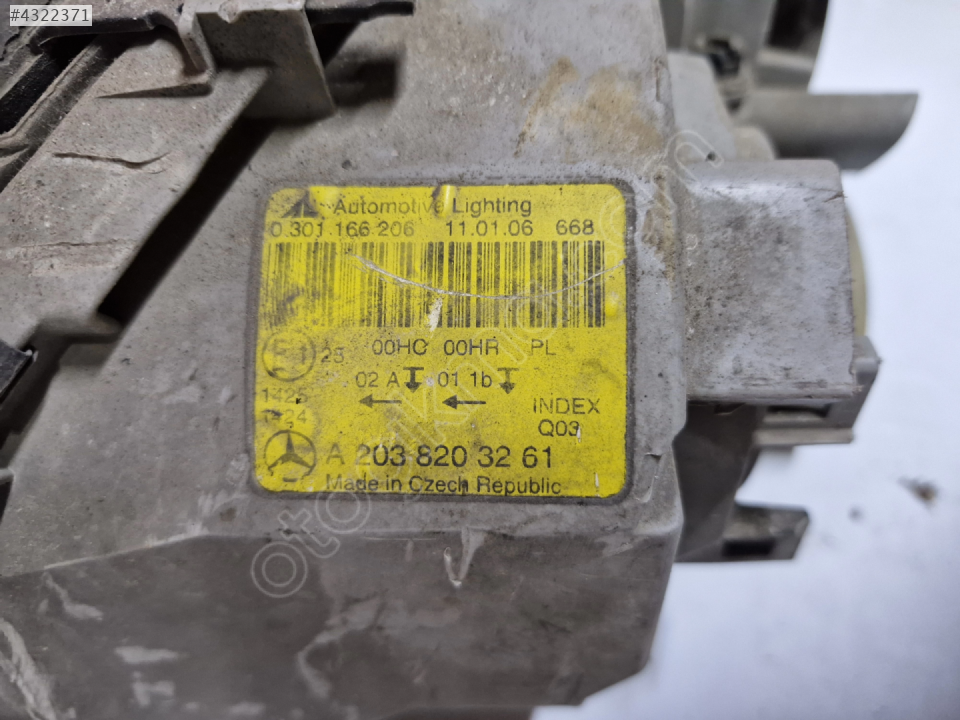 #4322371
Automotive Lighting
0.301.166 206 11.01.06 668
E1 25 00HC 00HR PL
02 A 01 1b
1425
INDEX
Q03
A 203 820 32 61
Made in Czech Republic